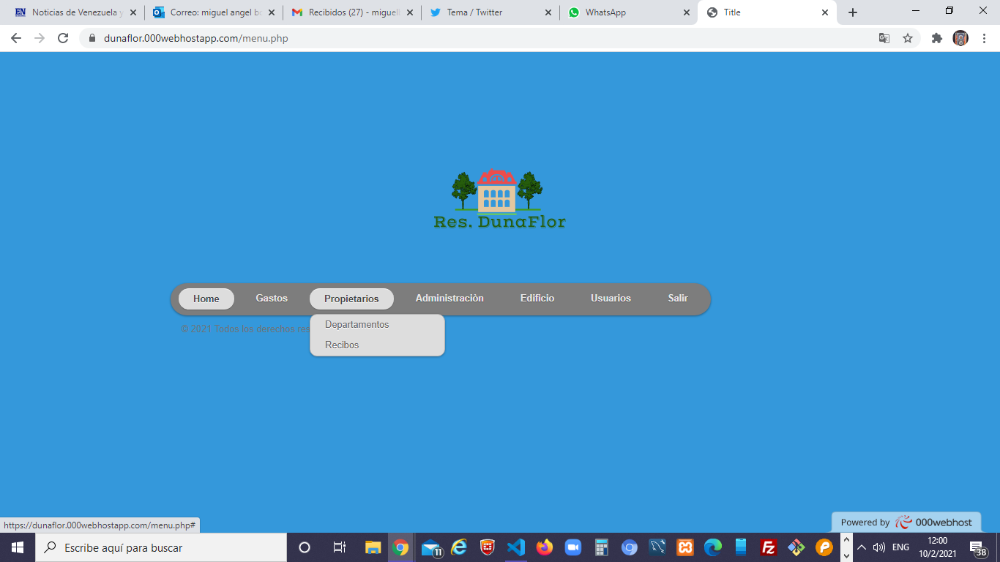 Noticias de Venezuela y
Correo: miguel angel bo
Recibidos (27) - miguell
Tema / Twitter
WhatsApp
Title
dunaflor.000webhostapp.com/menu.php
Res. DunaFlor
Home
Gastos
Propietarios
Administraciòn
Edificio
Usuarios
Salir
Departamentos
Recibos
© 2021 Todos los derechos res
https://dunaflor.000webhostapp.com/menu.php#
Powered by 000webhost
Escribe aquí para buscar
11
ENG
12:00
10/2/2021
38